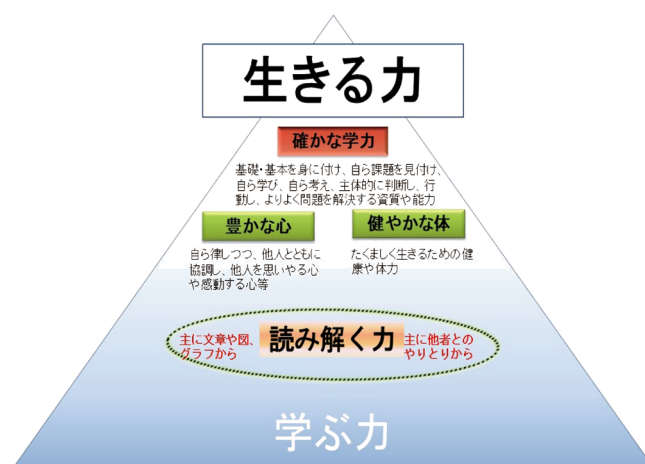 生きる力
確かな学力
基礎・基本を身に付け、自ら課題を見付け、
自ら学び、自ら考え、主体的に判断し、行
動し、よりよく問題を解決する資質や能力
豊かな心
自ら律しつつ、他人とともに
協調し、他人を思いやる心
や感動する心等
健やかな体
たくましく生きるための健
康や体力
主に文章や図、
グラフから
読み解く力
主に他者との
やりとりから
学ぶ力